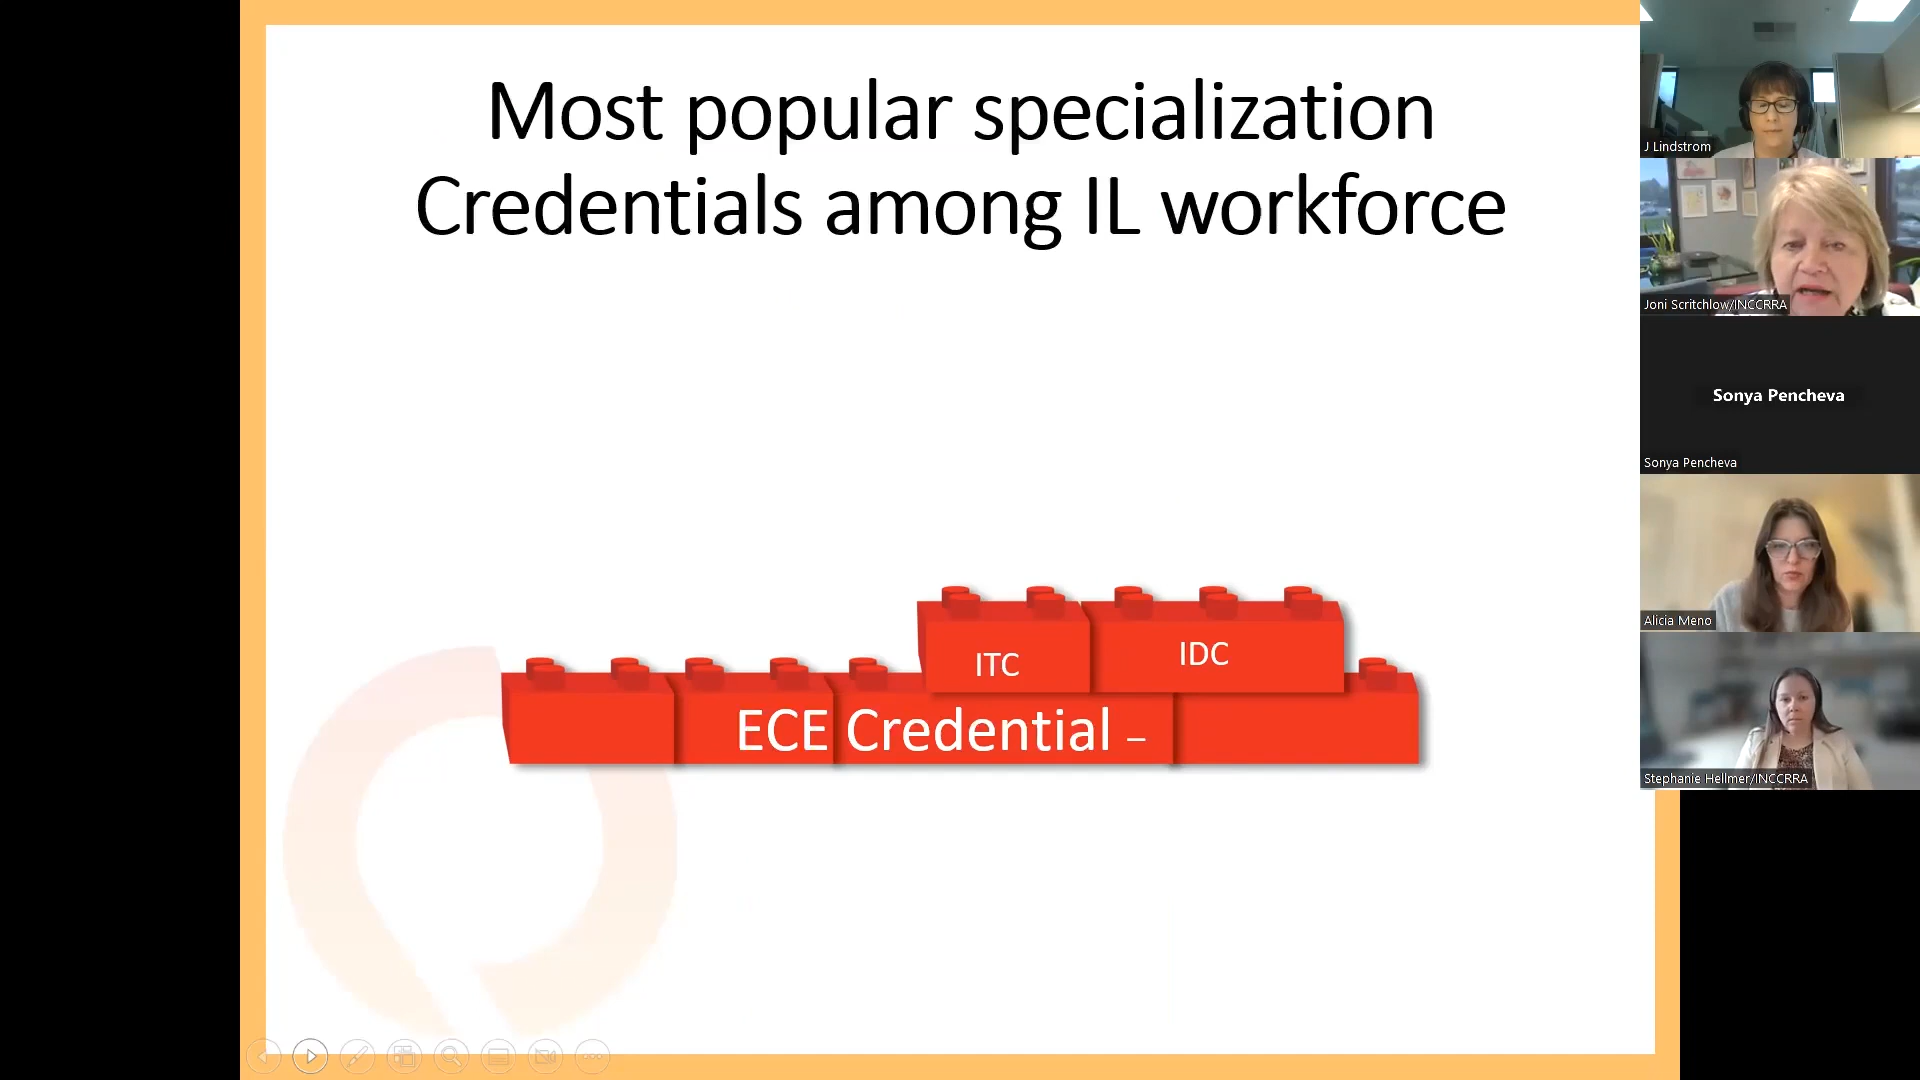 Most popular specialization
Credentials among IL workforce
ITC
IDC
ECE Credential –
J Lindstrom
Joni Scritchlow/INCCRRA
Sonya Pencheva
Sonya Pencheva
Alicia Meno
Stephanie Hellmer/INCCRRA